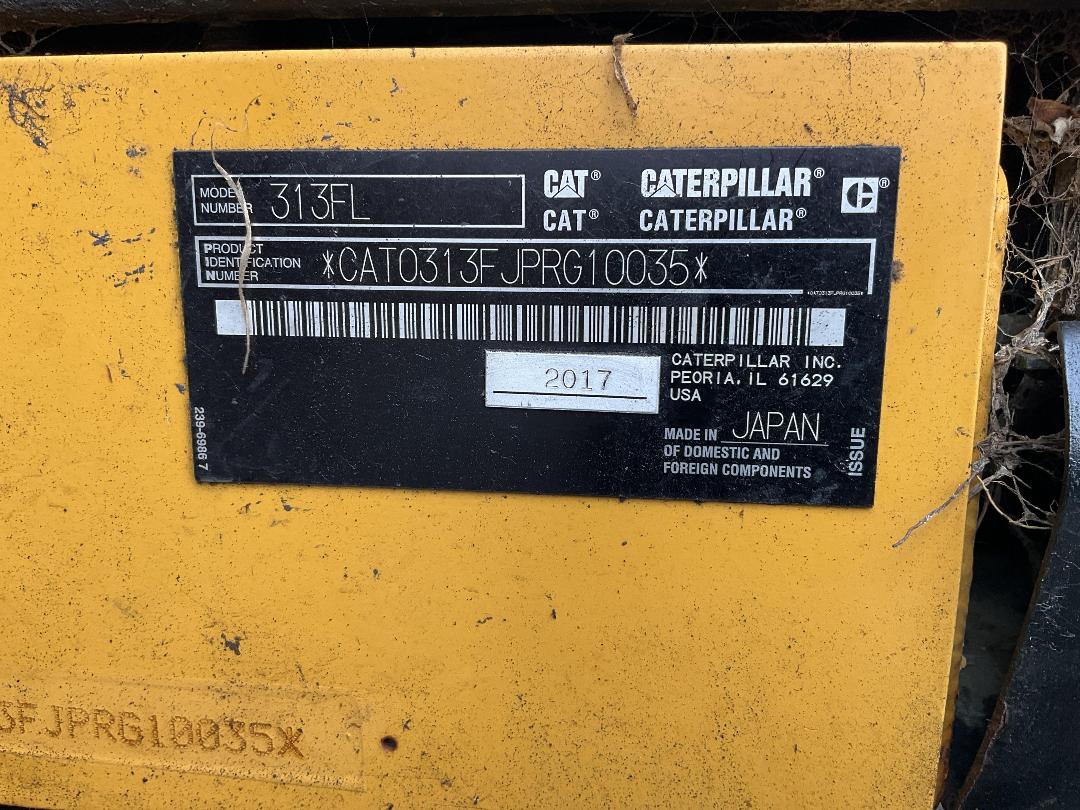 MODEL NUMBER 313FL
CAT® CATERPILLAR® C®
CAT® CATERPILLAR®
PRODUCT IDENTIFICATION NUMBER *CAT0313FJPRG10035*
*CAT0313FJPRG10035*
2017
CATERPILLAR INC.
PEORIA, IL 61629
USA
MADE IN JAPAN
OF DOMESTIC AND
FOREIGN COMPONENTS
ISSUE
239-6986 7
3FJPRG10035*